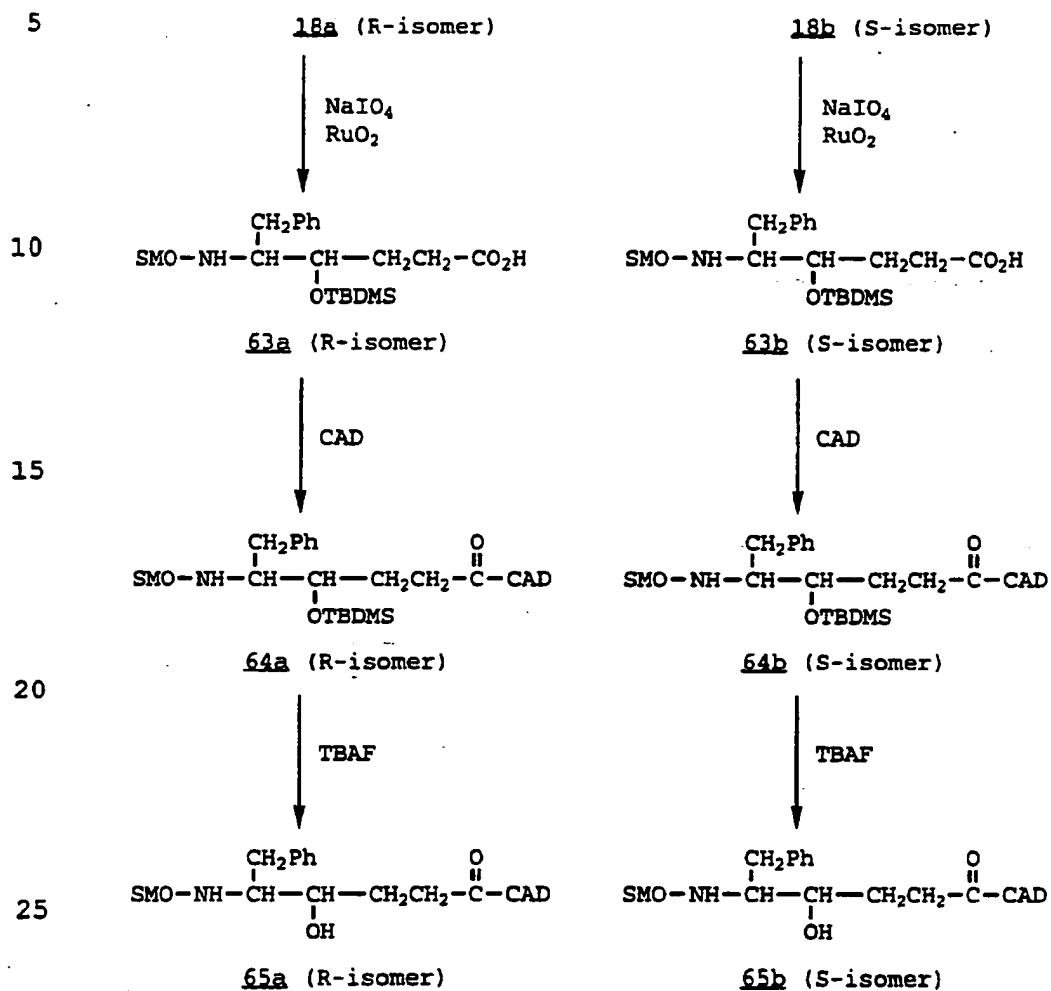 5
18a (R-isomer) 18b (S-isomer)
NaIO4 NaIO4
RuO2 RuO2
CH2Ph CH2Ph
10
SMO-NH-CH-CH-CH2CH2-CO2H SMO-NH-CH-CH-CH2CH2-CO2H
OTBDMS OTBDMS
63a (R-isomer) 63b (S-isomer)
CAD CAD
15
CH2Ph O CH2Ph O
SMO-NH-CH-CH-CH2CH2-C-CAD SMO-NH-CH-CH-CH2CH2-C-CAD
OTBDMS OTBDMS
64a (R-isomer) 64b (S-isomer)
20
TBAF TBAF
CH2Ph O CH2Ph O
SMO-NH-CH-CH-CH2CH2-C-CAD SMO-NH-CH-CH-CH2CH2-C-CAD
25
OH OH
65a (R-isomer) 65b (S-isomer)